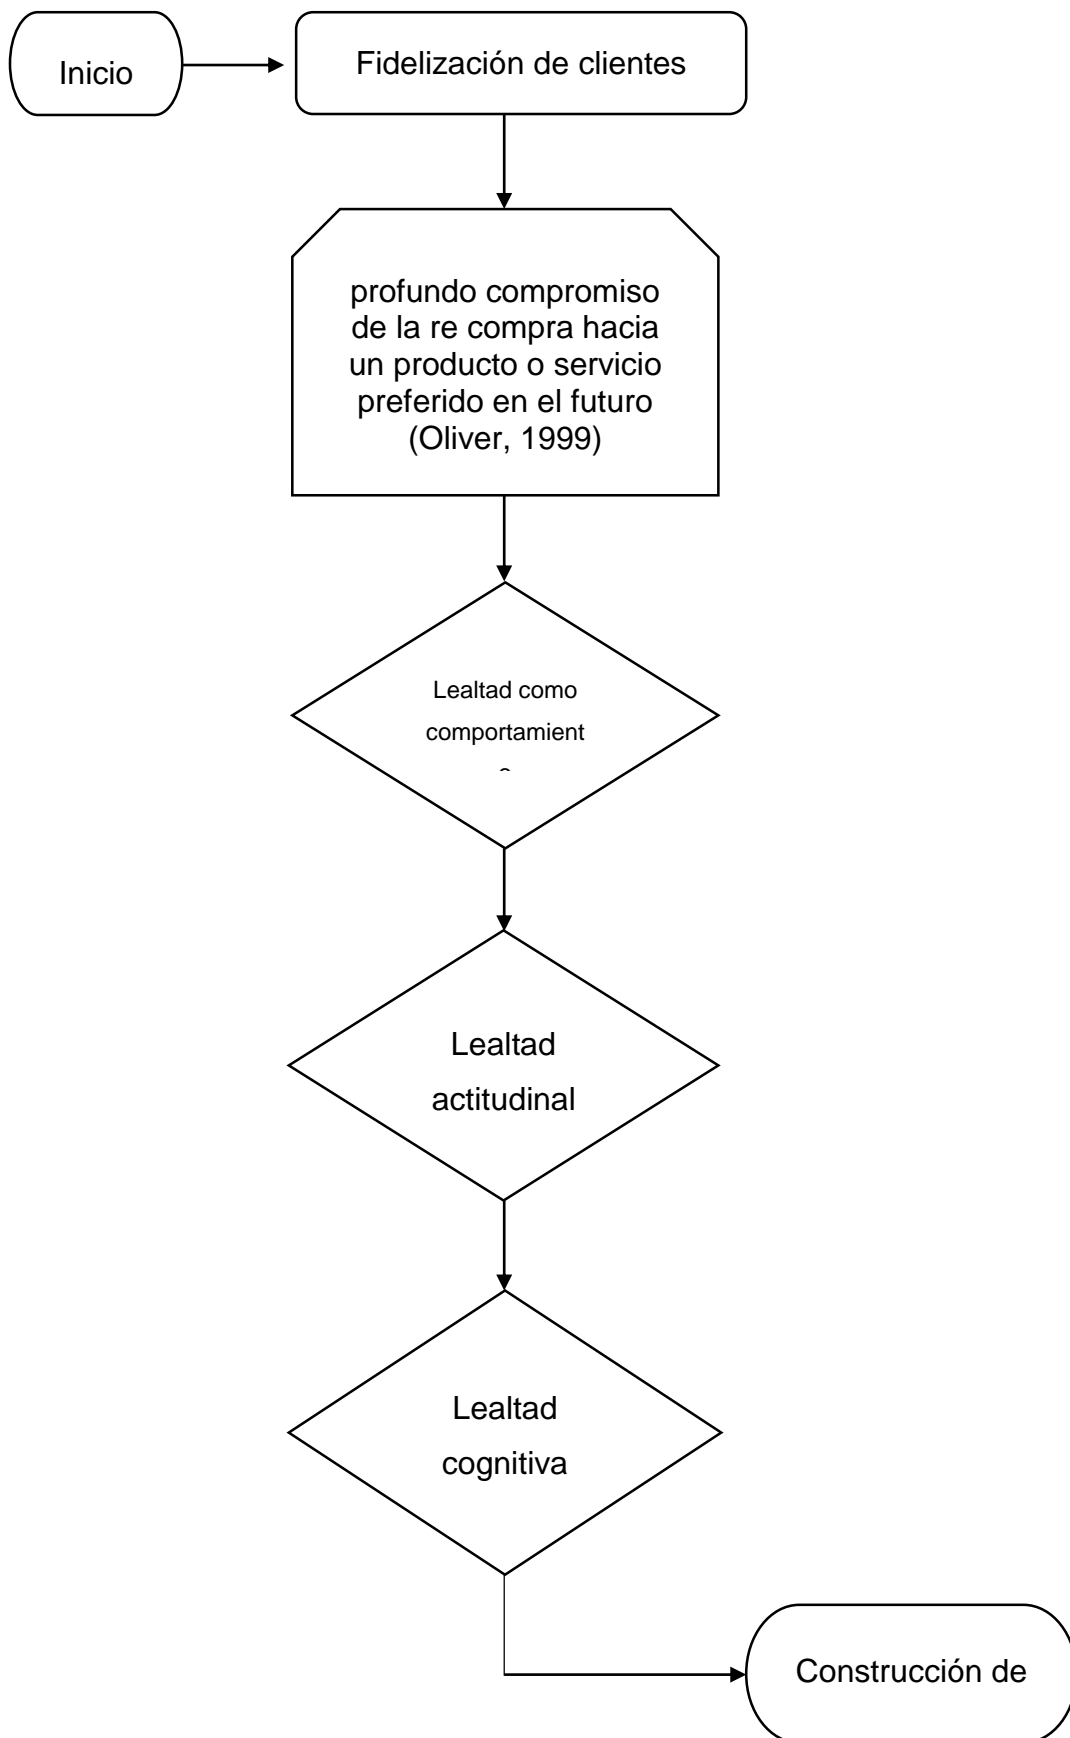 Inicio
Fidelización de clientes
profundo compromiso
de la re compra hacia
un producto o servicio
preferido en el futuro
(Oliver, 1999)
Lealtad como
comportamient
Lealtad
actitudinal
Lealtad
cognitiva
Construcción de